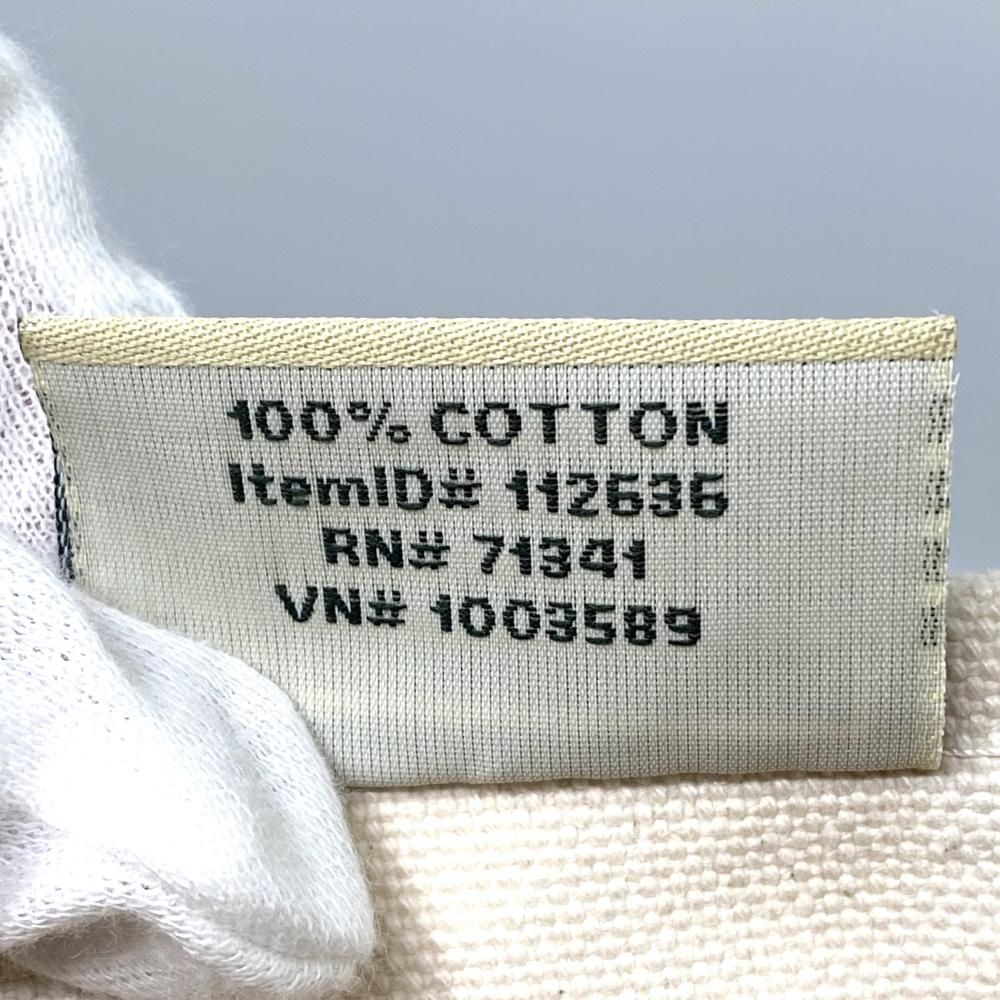 100% COTTON
ItemID# 112636
RN# 71341
VN# 1003589